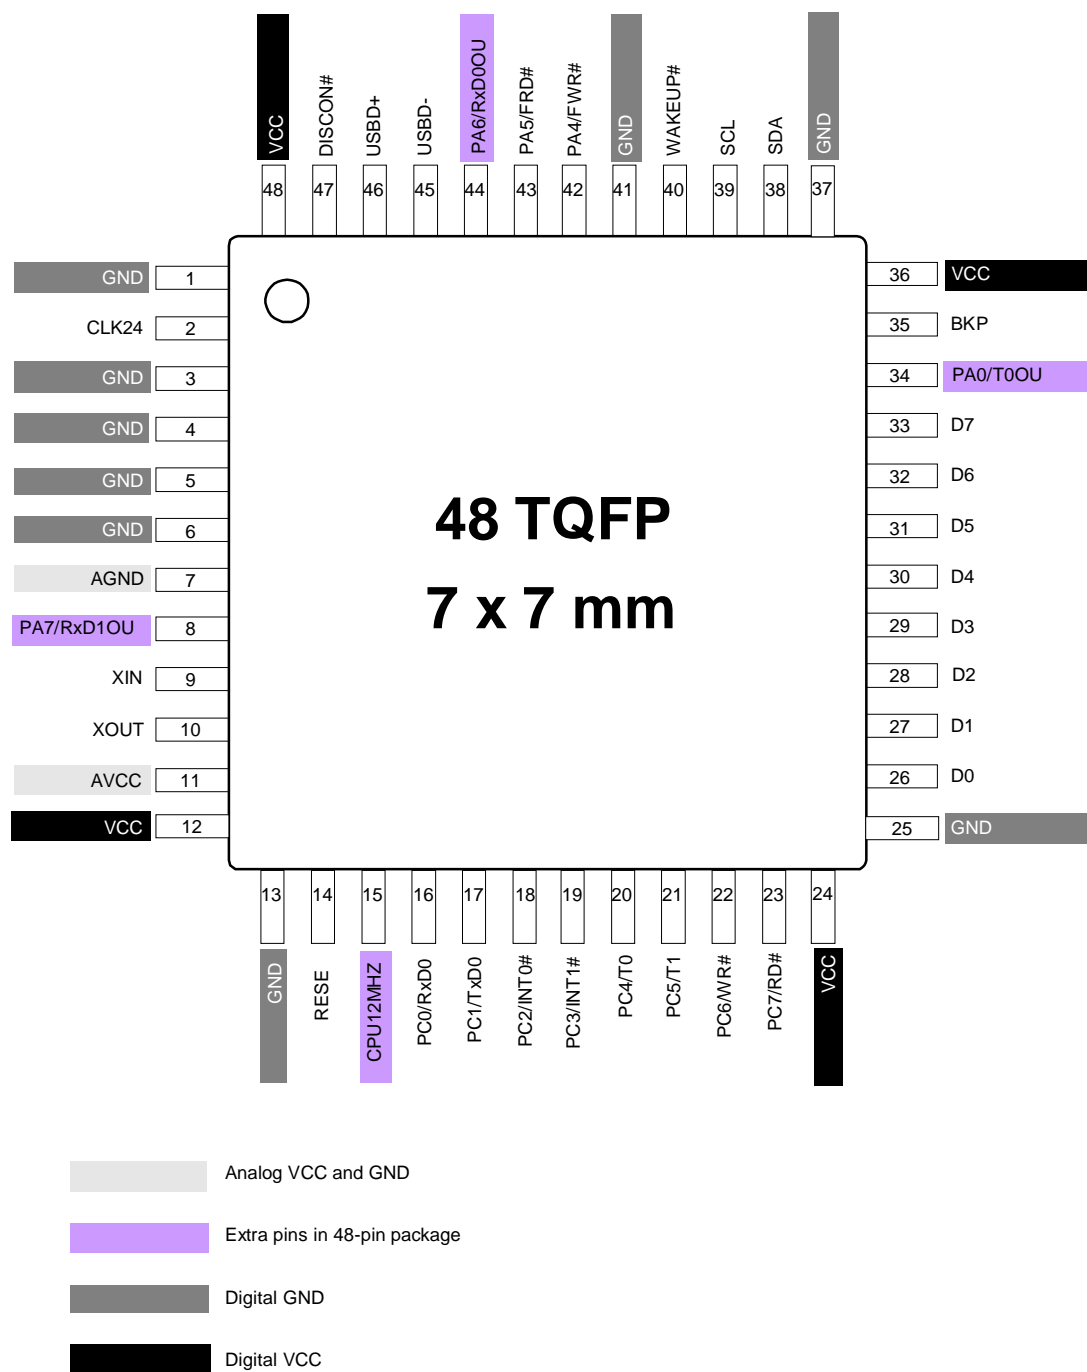 VCC
DISCON#
USBD+
USBD-
PA6/RxD0OU
PA5/FRD#
PA4/FWR#
GND
WAKEUP#
SCL
SDA
GND
48
47
46
45
44
43
42
41
40
39
38
37
GND 1
CLK24 2
GND 3
GND 4
GND 5
GND 6
AGND 7
PA7/RxD1OU 8
XIN 9
XOUT 10
AVCC 11
VCC 12
48 TQFP
7 x 7 mm
36 VCC
35 BKP
34 PA0/T0OU
33 D7
32 D6
31 D5
30 D4
29 D3
28 D2
27 D1
26 D0
25 GND
13
14
15
16
17
18
19
20
21
22
23
24
GND
RESE
CPU12MHZ
PC0/RxD0
PC1/TxD0
PC2/INT0#
PC3/INT1#
PC4/T0
PC5/T1
PC6/WR#
PC7/RD#
VCC
Analog VCC and GND
Extra pins in 48-pin package
Digital GND
Digital VCC